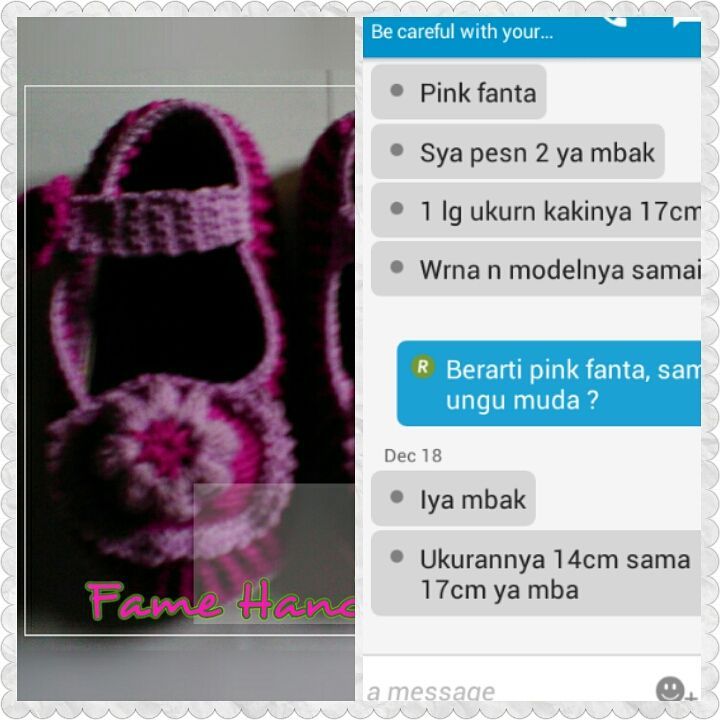 Fame Hand
Be careful with your...
Pink fanta
Sya pesn 2 ya mbak
1 lg ukurn kakinya 17cm
Wrna n modelnya samai
R
Berarti pink fanta, sam
ungu muda ?
Dec 18
Iya mbak
Ukurannya 14cm sama
17cm ya mba
a message